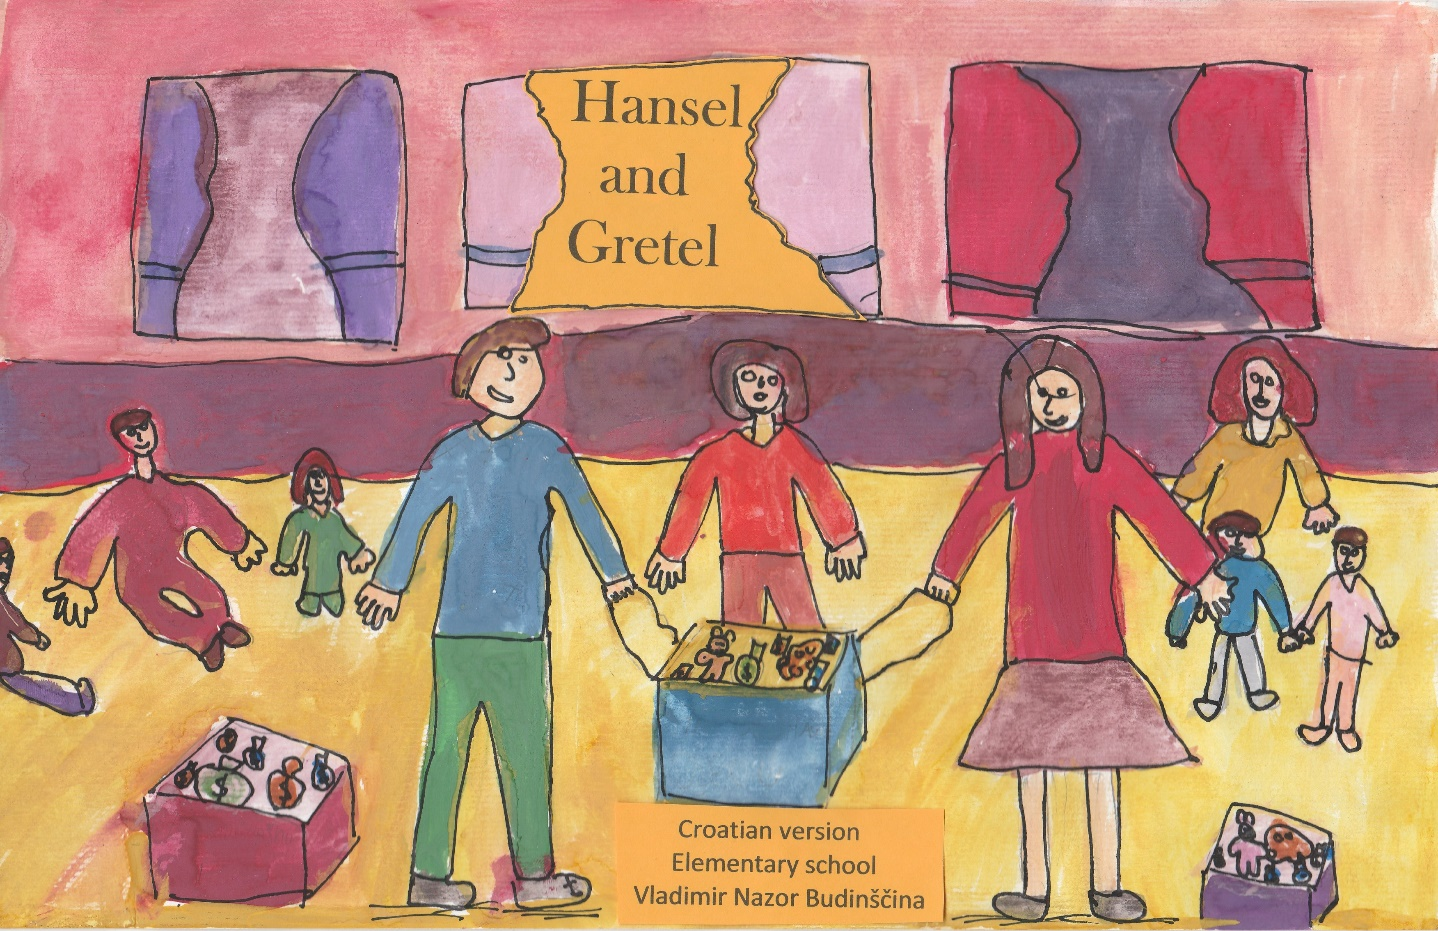 Hansel
and
Gretel
$
$
$
Croatian version
Elementary school
Vladimir Nazor Budinščina